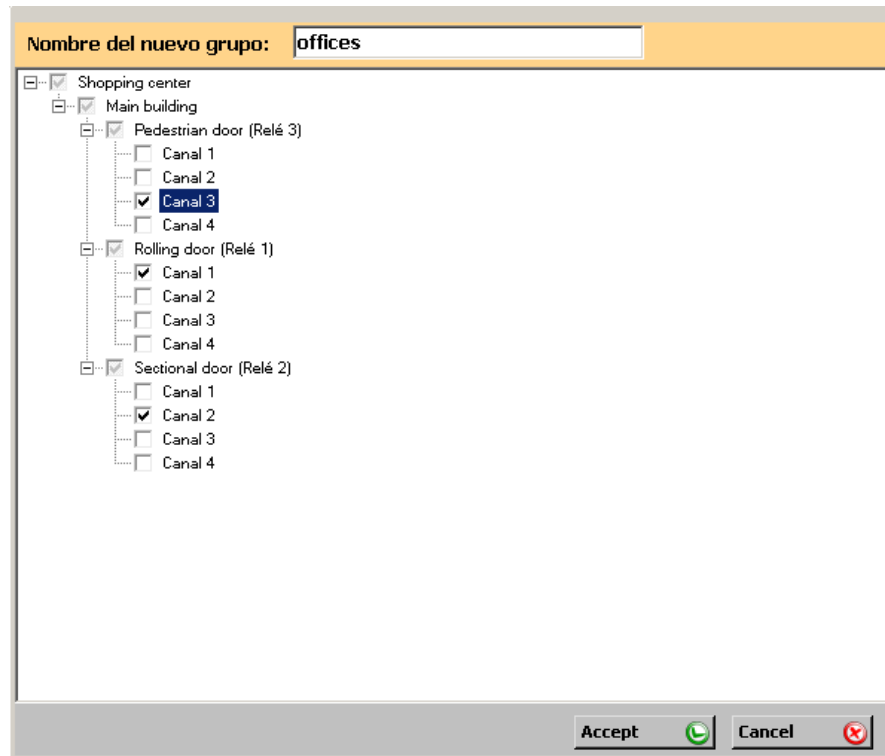 Nombre del nuevo grupo: offices
Shopping center
Main building
Pedestrian door (Relé 3)
Canal 1
Canal 2
Canal 3
Canal 4
Rolling door (Relé 1)
Canal 1
Canal 2
Canal 3
Canal 4
Sectional door (Relé 2)
Canal 1
Canal 2
Canal 3
Canal 4
Accept Cancel